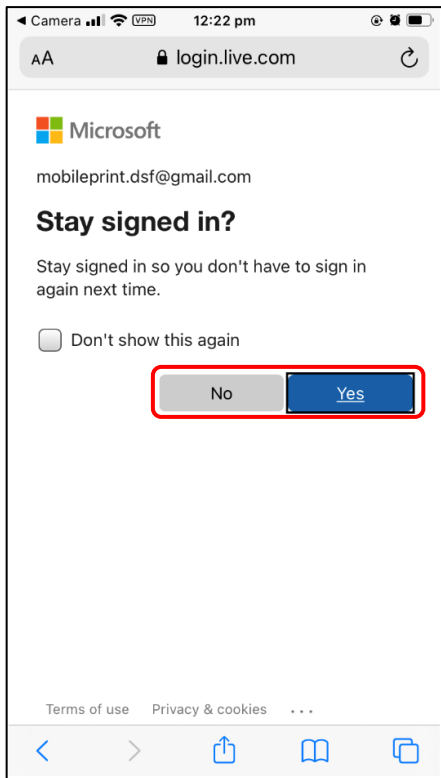 Camera VPN 12:22 pm
AA login.live.com
Microsoft
mobileprint.dsf@gmail.com
Stay signed in?
Stay signed in so you don't have to sign in
again next time.
Don't show this again
No Yes
Terms of use Privacy & cookies ...